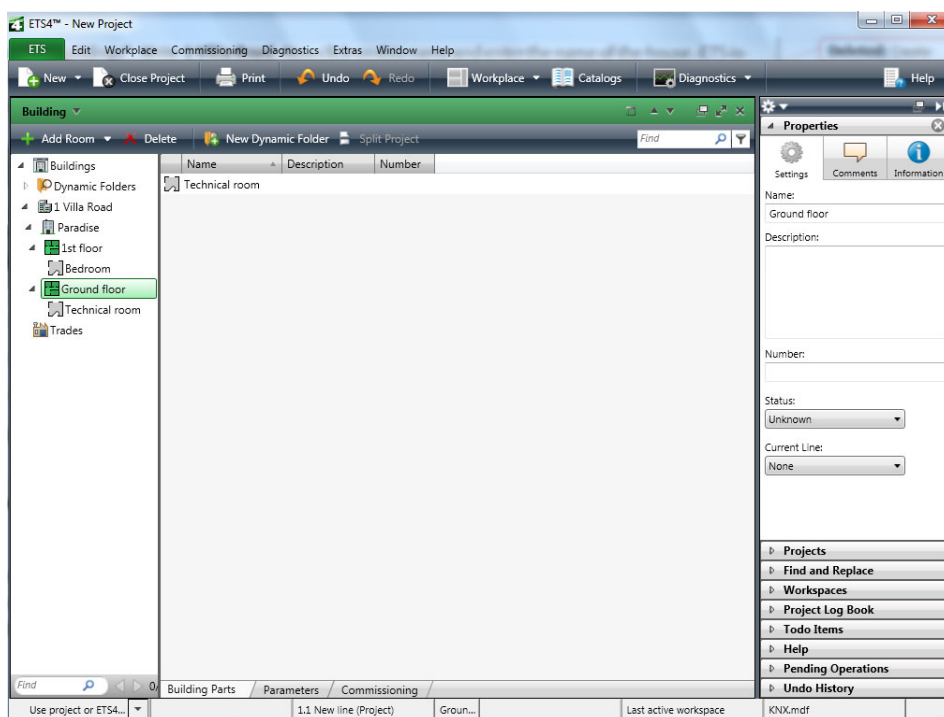 ETS4™ - New Project
ETS Edit Workplace Commissioning Diagnostics Extras Window Help
New Close Project Print Undo Redo Workplace Catalogs Diagnostics Help
Building
Add Room Delete New Dynamic Folder Split Project Find
Buildings
Dynamic Folders
1 Villa Road
Paradise
1st floor
Bedroom
Ground floor
Technical room
Trades
Name Description Number
Technical room
Properties
Settings Comments Information
Name:
Ground floor
Description:
Number:
Status:
Unknown
Current Line:
None
Projects
Find and Replace
Workspaces
Project Log Book
Todo Items
Help
Pending Operations
Undo History
Find 0/
Building Parts Parameters Commissioning
Use project or ETS4... 1.1 New line (Project) Groun... Last active workspace KNX.mdf